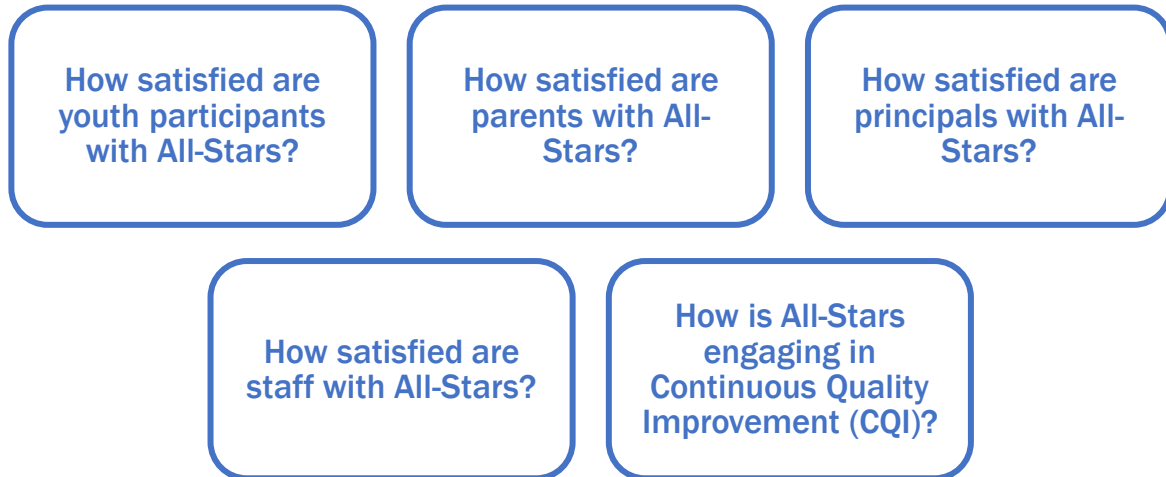 How satisfied are
youth participants
with All-Stars?
How satisfied are
parents with All-
Stars?
How satisfied are
principals with All-
Stars?
How satisfied are
staff with All-Stars?
How is All-Stars
engaging in
Continuous Quality
Improvement (CQI)?